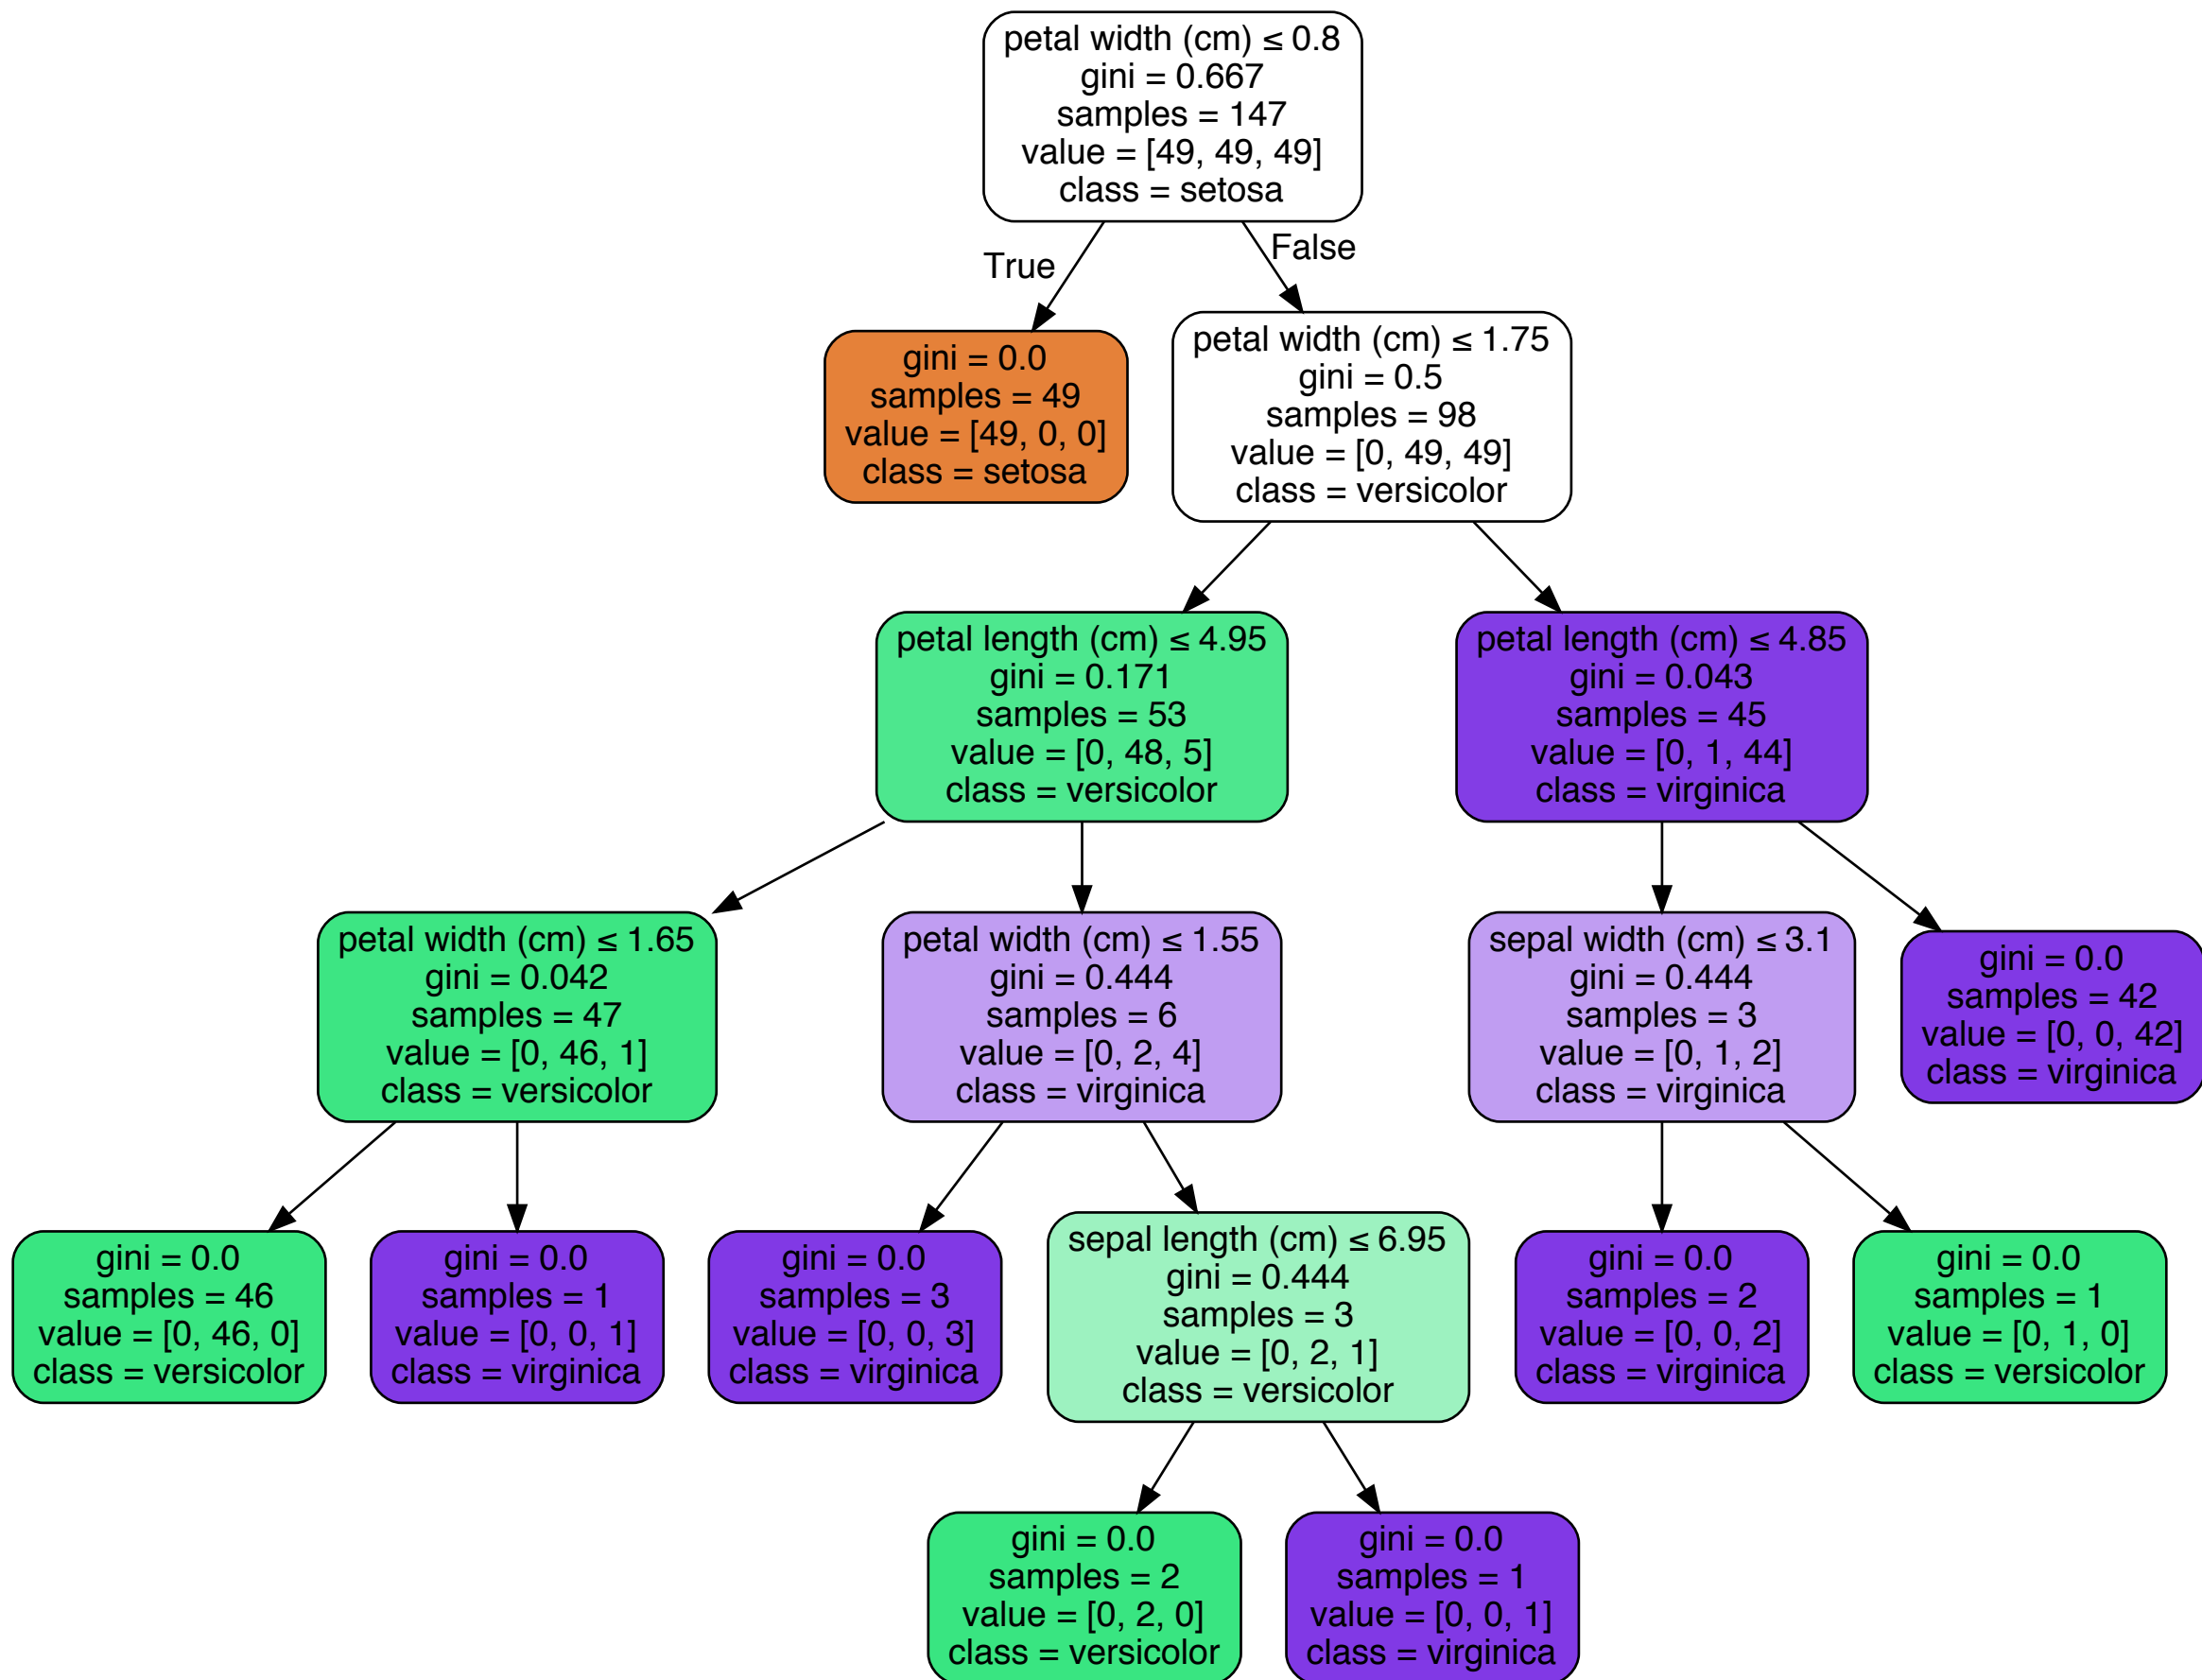 petal width (cm) ≤ 0.8
gini = 0.667
samples = 147
value = [49, 49, 49]
class = setosa
True
False
gini = 0.0
samples = 49
value = [49, 0, 0]
class = setosa
petal width (cm) ≤ 1.75
gini = 0.5
samples = 98
value = [0, 49, 49]
class = versicolor
petal length (cm) ≤ 4.95
gini = 0.171
samples = 53
value = [0, 48, 5]
class = versicolor
petal length (cm) ≤ 4.85
gini = 0.043
samples = 45
value = [0, 1, 44]
class = virginica
petal width (cm) ≤ 1.65
gini = 0.042
samples = 47
value = [0, 46, 1]
class = versicolor
petal width (cm) ≤ 1.55
gini = 0.444
samples = 6
value = [0, 2, 4]
class = virginica
sepal width (cm) ≤ 3.1
gini = 0.444
samples = 3
value = [0, 1, 2]
class = virginica
gini = 0.0
samples = 42
value = [0, 0, 42]
class = virginica
gini = 0.0
samples = 46
value = [0, 46, 0]
class = versicolor
gini = 0.0
samples = 1
value = [0, 0, 1]
class = virginica
gini = 0.0
samples = 3
value = [0, 0, 3]
class = virginica
sepal length (cm) ≤ 6.95
gini = 0.444
samples = 3
value = [0, 2, 1]
class = versicolor
gini = 0.0
samples = 2
value = [0, 0, 2]
class = virginica
gini = 0.0
samples = 1
value = [0, 1, 0]
class = versicolor
gini = 0.0
samples = 2
value = [0, 2, 0]
class = versicolor
gini = 0.0
samples = 1
value = [0, 0, 1]
class = virginica